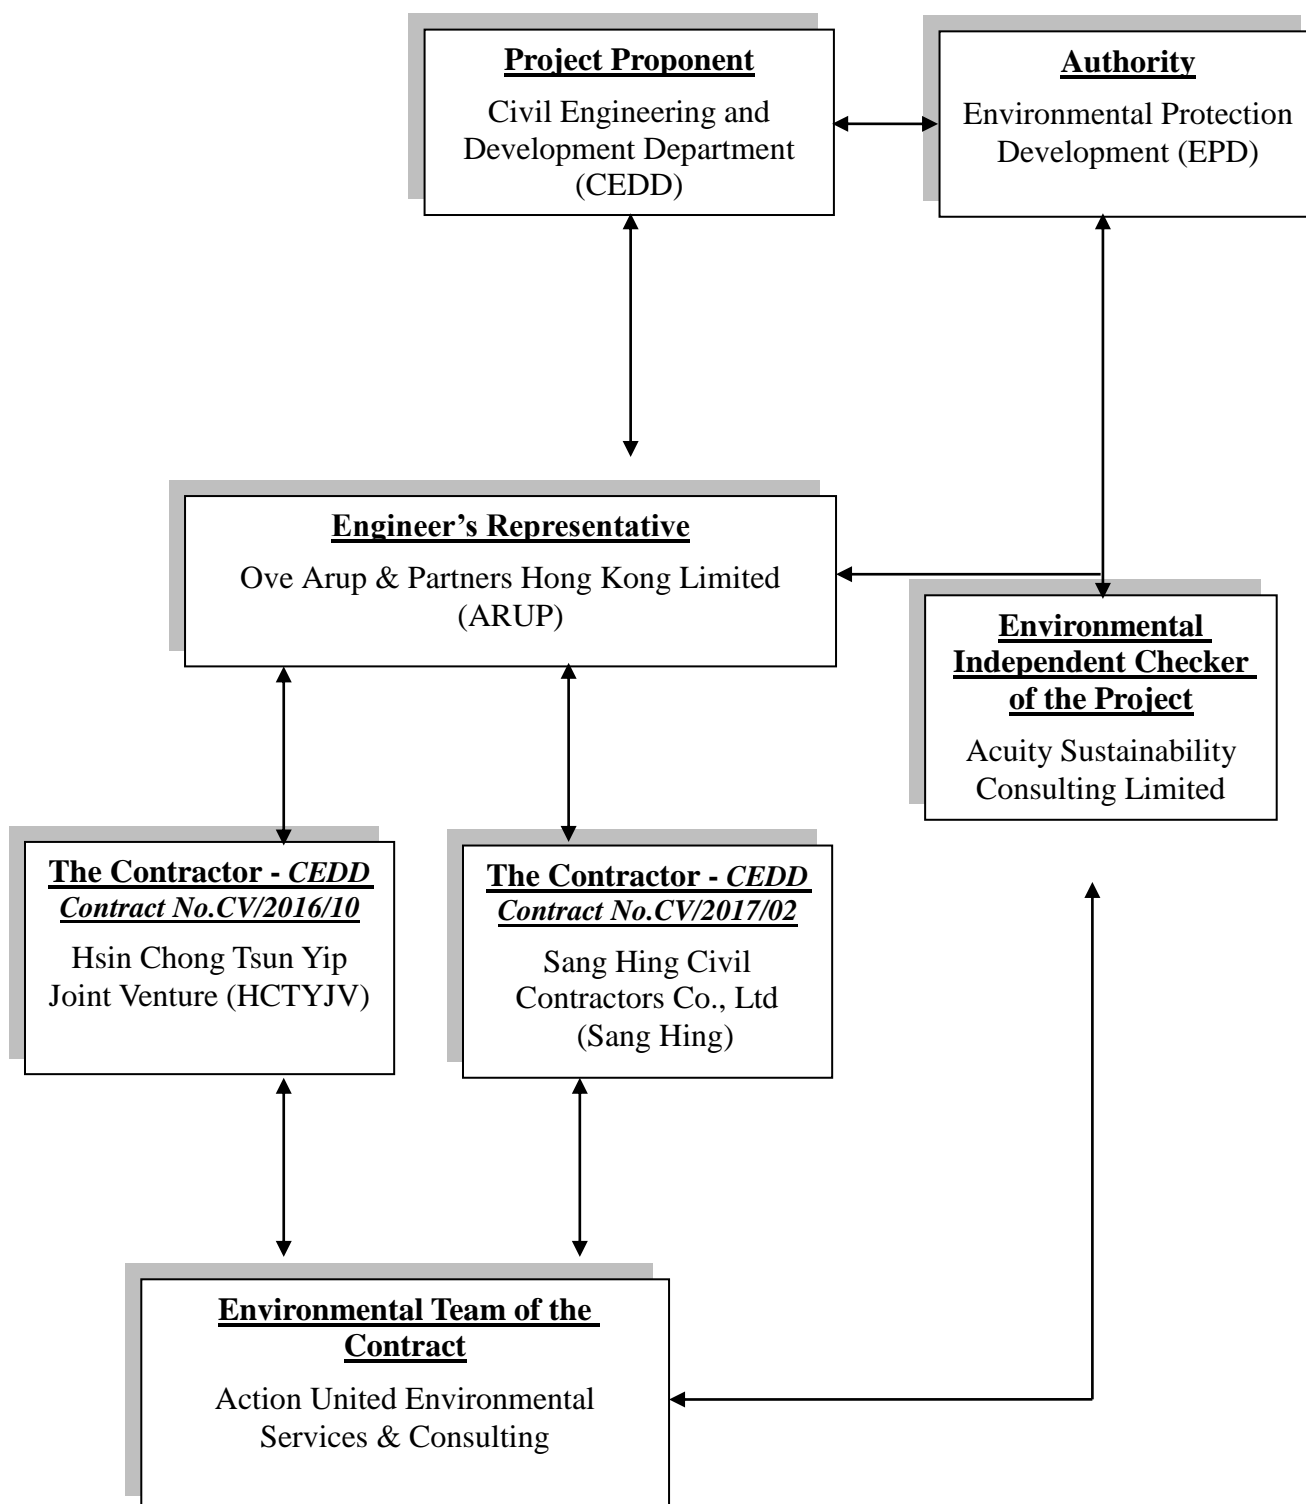 Project Proponent
Civil Engineering and
Development Department
(CEDD)
Authority
Environmental Protection
Development (EPD)
Engineer’s Representative
Ove Arup & Partners Hong Kong Limited
(ARUP)
Environmental
Independent Checker
of the Project
Acuity Sustainability
Consulting Limited
The Contractor - CEDD
Contract No.CV/2016/10
Hsin Chong Tsun Yip
Joint Venture (HCTYJV)
The Contractor - CEDD
Contract No.CV/2017/02
Sang Hing Civil
Contractors Co., Ltd
(Sang Hing)
Environmental Team of the
Contract
Action United Environmental
Services & Consulting